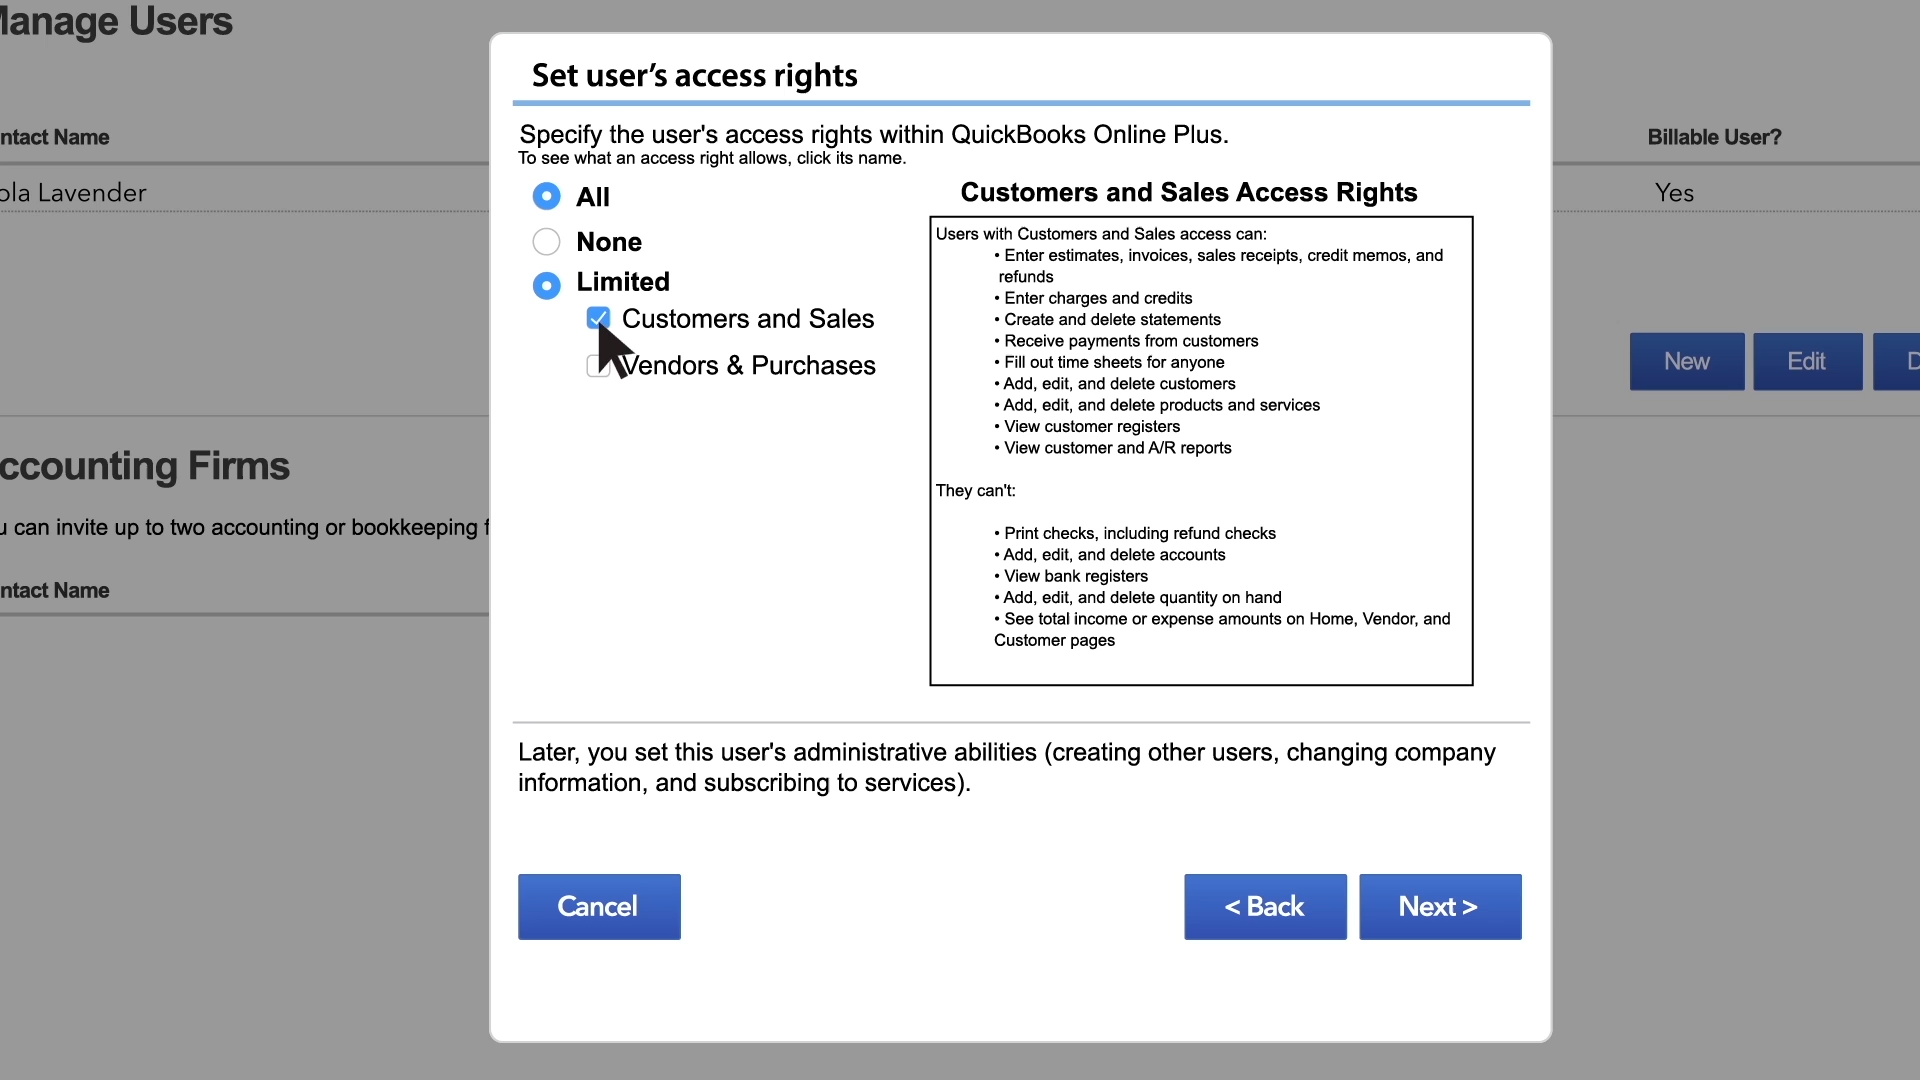 Manage Users
ntact Name
Billable User?
ola Lavender
Yes
New
Edit
ccounting Firms
u can invite up to two accounting or bookkeeping f
ntact Name
Set user’s access rights
Specify the user's access rights within QuickBooks Online Plus.
To see what an access right allows, click its name.
All
None
Limited
Customers and Sales
Vendors & Purchases
Customers and Sales Access Rights
Users with Customers and Sales access can:
• Enter estimates, invoices, sales receipts, credit memos, and
refunds
• Enter charges and credits
• Create and delete statements
• Receive payments from customers
• Fill out time sheets for anyone
• Add, edit, and delete customers
• Add, edit, and delete products and services
• View customer registers
• View customer and A/R reports
They can't:
• Print checks, including refund checks
• Add, edit, and delete accounts
• View bank registers
• Add, edit, and delete quantity on hand
• See total income or expense amounts on Home, Vendor, and
Customer pages
Later, you set this user's administrative abilities (creating other users, changing company
information, and subscribing to services).
Cancel
< Back
Next >